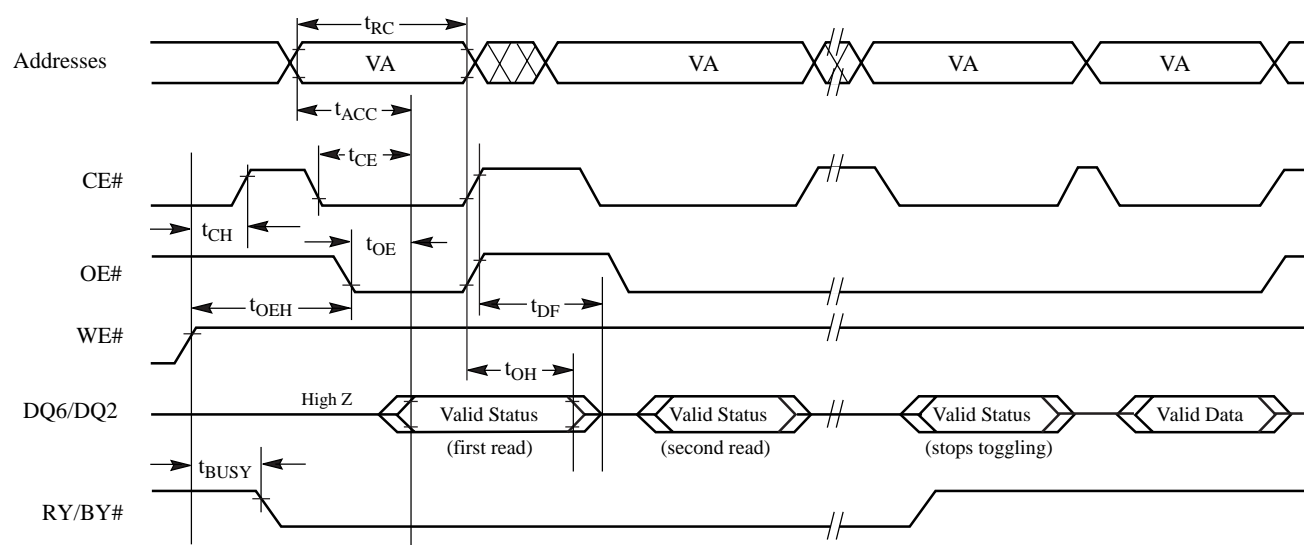 tRC
Addresses VA VA VA VA
tACC
tCE
CE#
tCH tOE
OE#
tOEH tDF
WE#
tOH
High Z
DQ6/DQ2 Valid Status Valid Status Valid Status Valid Data
(first read) (second read) (stops toggling)
tBUSY
RY/BY#